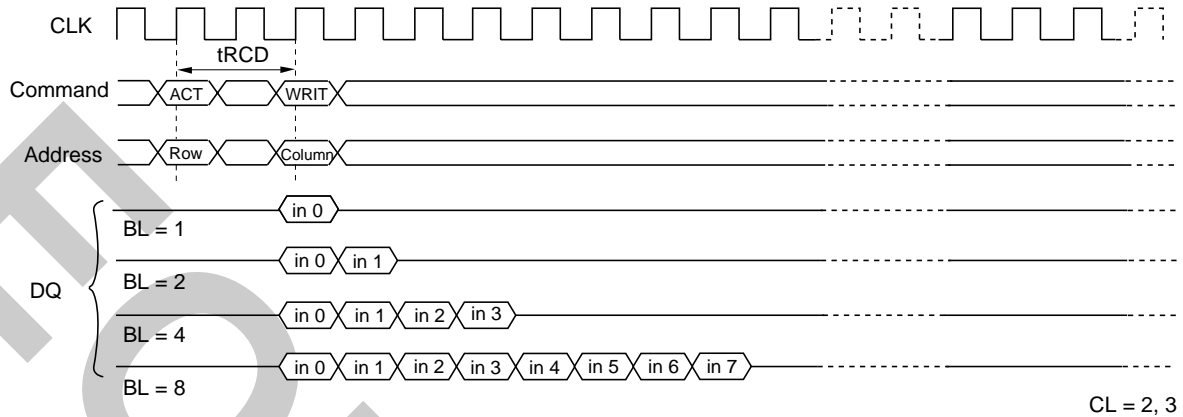 CLK
tRCD
Command ACT WRIT
Address Row Column
in 0
BL = 1
in 0 in 1
BL = 2
DQ
in 0 in 1 in 2 in 3
BL = 4
in 0 in 1 in 2 in 3 in 4 in 5 in 6 in 7
BL = 8
CL = 2, 3